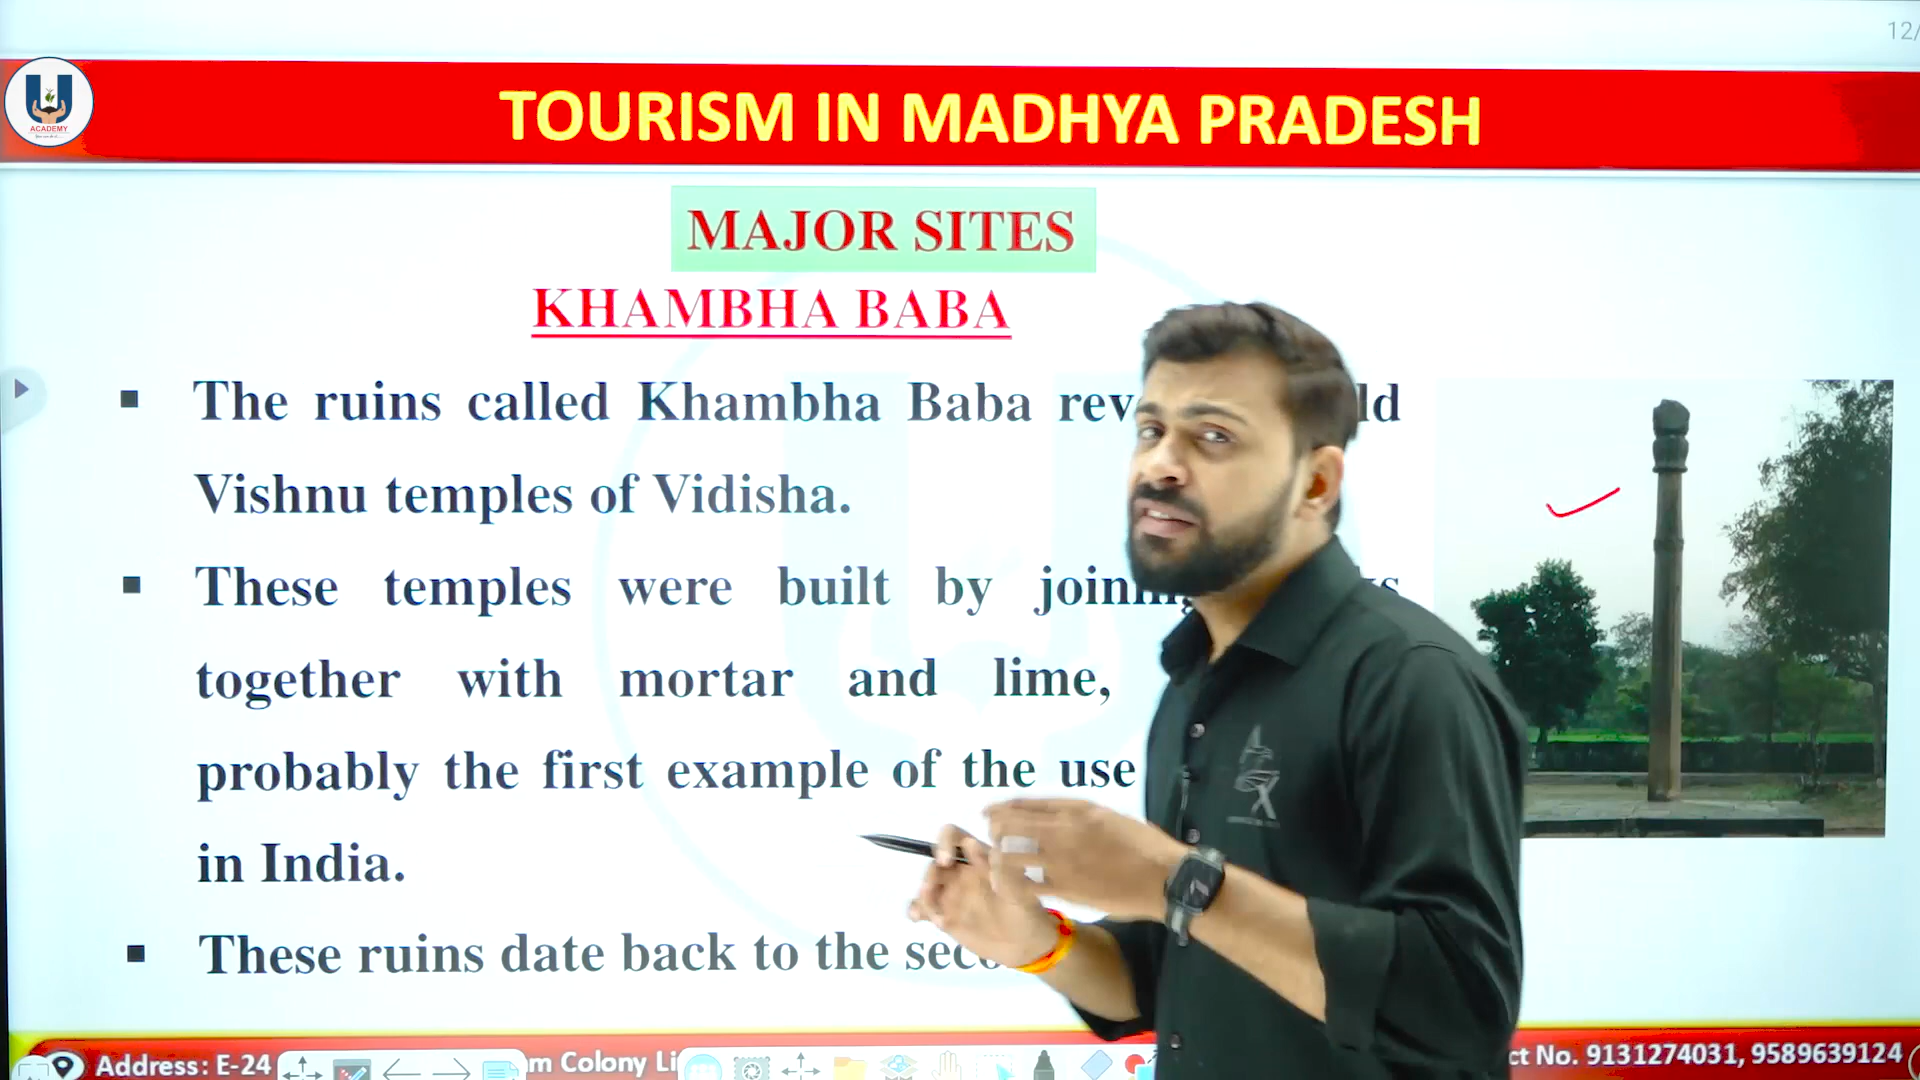 12/
ACADEMY
TOURISM IN MADHYA PRADESH
MAJOR SITES
KHAMBHA BABA
▪ The ruins called Khambha Baba rev ld
Vishnu temples of Vidisha.
▪ These temples were built by joining
together with mortar and lime,
probably the first example of the use
in India.
▪ These ruins date back to the seco
Address: E-24 m Colony Li ct No. 9131274031, 9589639124